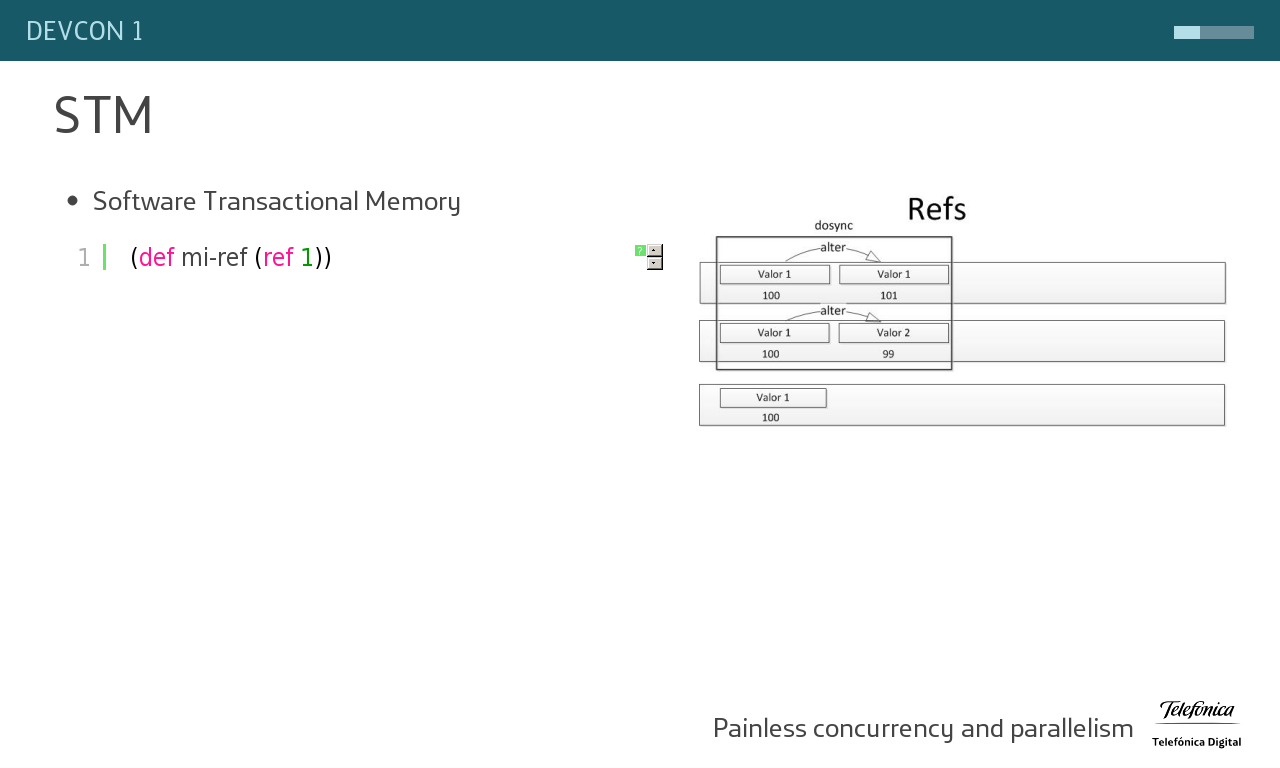 DEVCON 1
STM
Software Transactional Memory
1 (def mi-ref (ref 1))
?
Refs
dosync
alter
Valor 1 Valor 1
100 101
alter
Valor 1 Valor 2
100 99
Valor 1
100
Painless concurrency and parallelism
Telefónica
Telefónica Digital